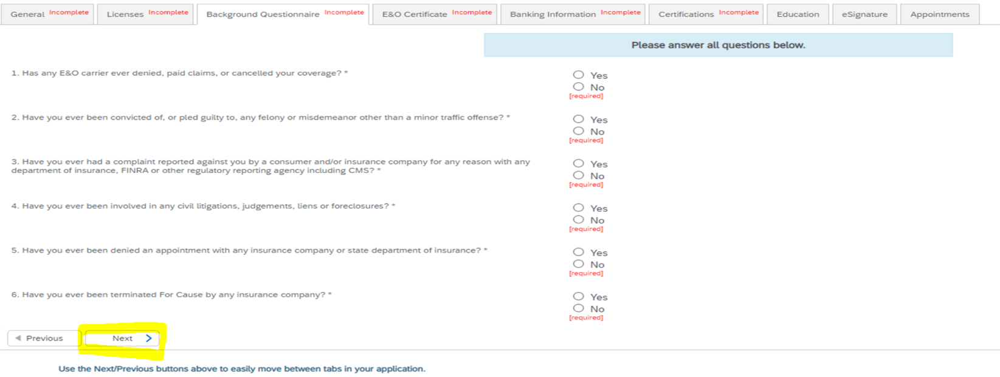 General Incomplete Licenses Incomplete Background Questionnaire Incomplete E&O Certificate Incomplete Banking Information Incomplete Certifications Incomplete Education eSignature Appointments
Please answer all questions below.
1. Has any E&O carrier ever denied, paid claims, or cancelled your coverage? *
Yes
No
[required]
2. Have you ever been convicted of, or pled guilty to, any felony or misdemeanor other than a minor traffic offense? *
Yes
No
[required]
3. Have you ever had a complaint reported against you by a consumer and/or insurance company for any reason with any
department of insurance, FINRA or other regulatory reporting agency including CMS? *
Yes
No
[required]
4. Have you ever been involved in any civil litigations, judgements, liens or foreclosures? *
Yes
No
[required]
5. Have you ever been denied an appointment with any insurance company or state department of insurance? *
Yes
No
[required]
6. Have you ever been terminated For Cause by any insurance company? *
Yes
No
[required]
Previous Next
Use the Next/Previous buttons above to easily move between tabs in your application.